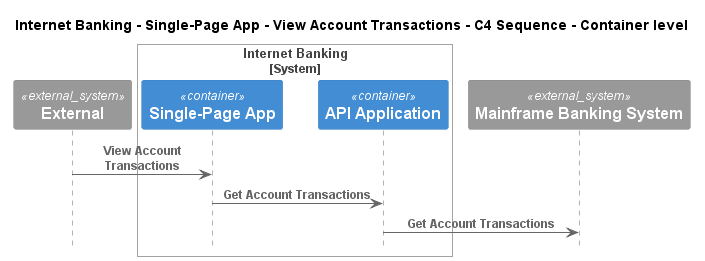 Internet Banking - Single-Page App - View Account Transactions - C4 Sequence - Container level
Internet Banking
[System]
«external_system»
External
«container»
Single-Page App
«container»
API Application
«external_system»
Mainframe Banking System
View Account
Transactions
Get Account Transactions
Get Account Transactions